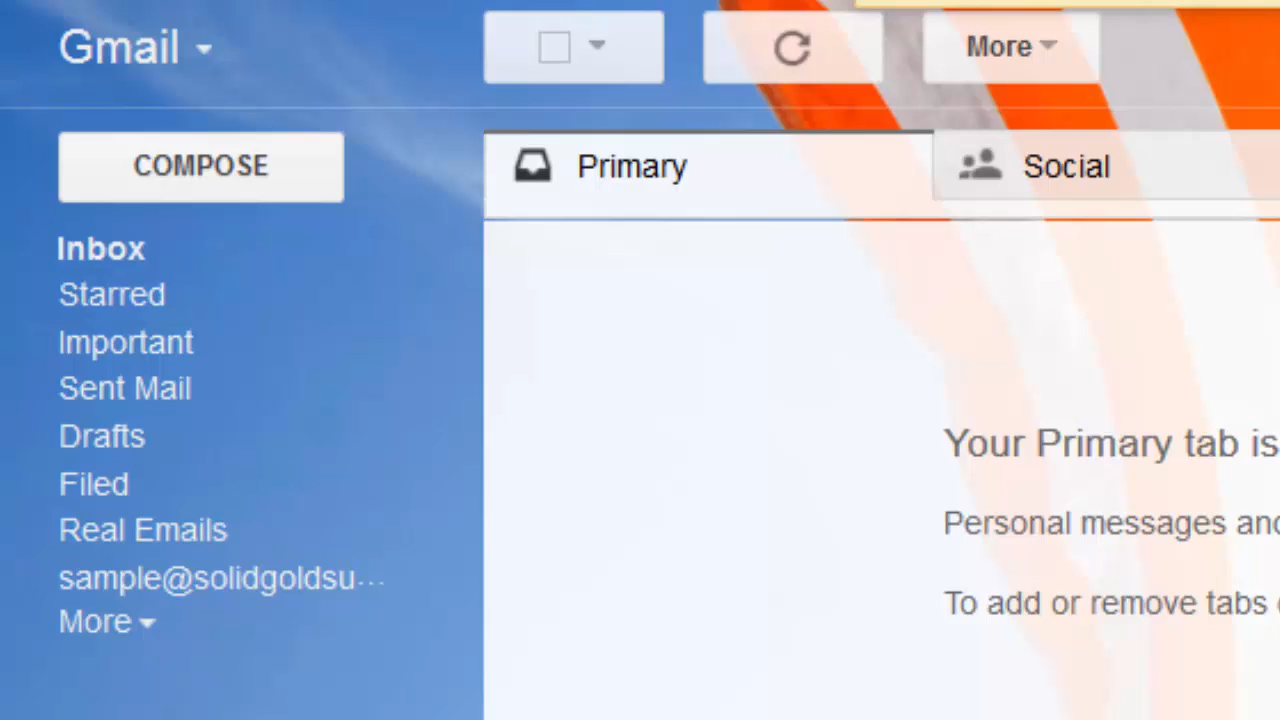 Gmail
More
COMPOSE
Primary
Social
Inbox
Starred
Important
Sent Mail
Drafts
Filed
Real Emails
sample@solidgoldsu...
More
Your Primary tab is
Personal messages and
To add or remove tabs